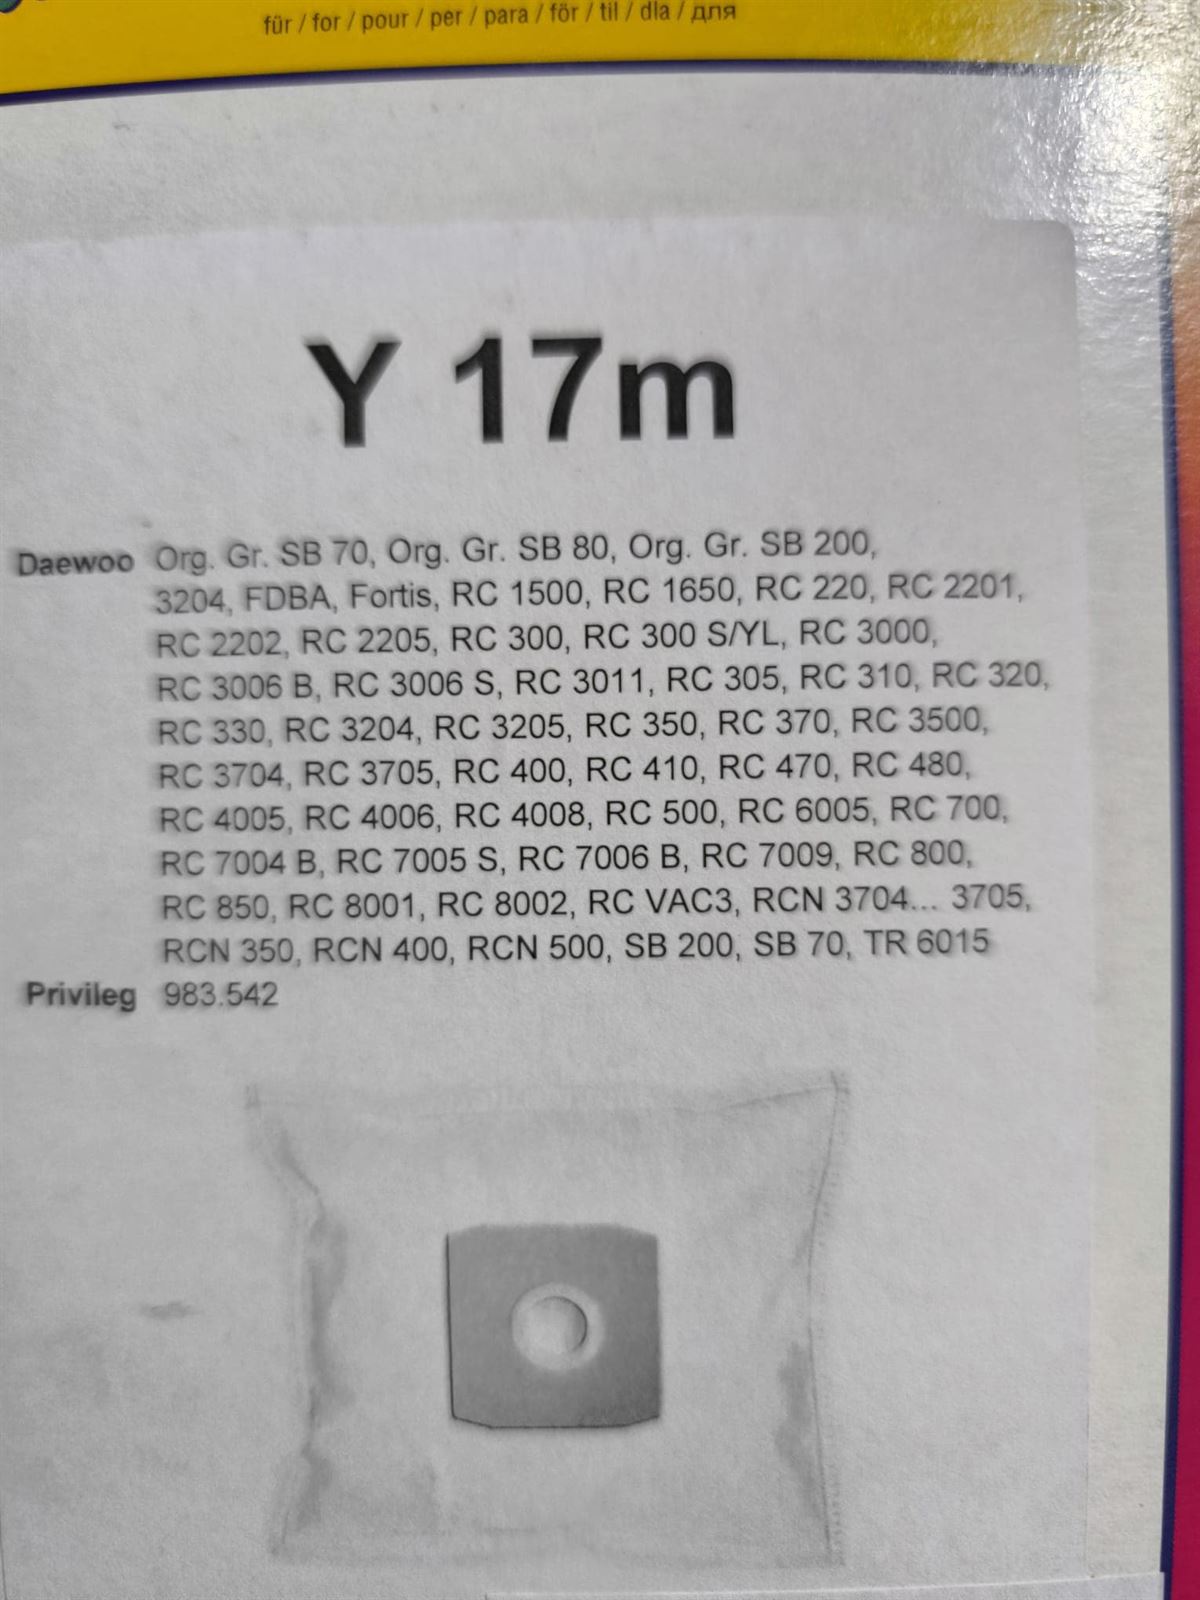 für / for / pour / per / para / för / til / dla / для
Y 17m
Daewoo Org. Gr. SB 70, Org. Gr. SB 80, Org. Gr. SB 200,
3204, FDBA, Fortis, RC 1500, RC 1650, RC 220, RC 2201,
RC 2202, RC 2205, RC 300, RC 300 S/YL, RC 3000,
RC 3006 B, RC 3006 S, RC 3011, RC 305, RC 310, RC 320,
RC 330, RC 3204, RC 3205, RC 350, RC 370, RC 3500,
RC 3704, RC 3705, RC 400, RC 410, RC 470, RC 480,
RC 4005, RC 4006, RC 4008, RC 500, RC 6005, RC 700,
RC 7004 B, RC 7005 S, RC 7006 B, RC 7009, RC 800,
RC 850, RC 8001, RC 8002, RC VAC3, RCN 3704... 3705,
RCN 350, RCN 400, RCN 500, SB 200, SB 70, TR 6015
Privileg 983.542